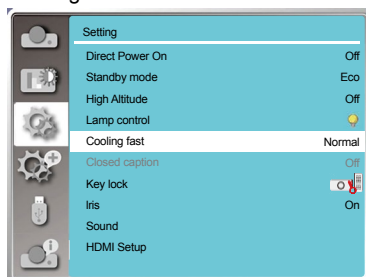 Setting
Direct Power On Off
Standby mode Eco
High Altitude Off
Lamp control
Cooling fast Normal
Closed caption Off
Key lock
Iris On
Sound
HDMI Setup